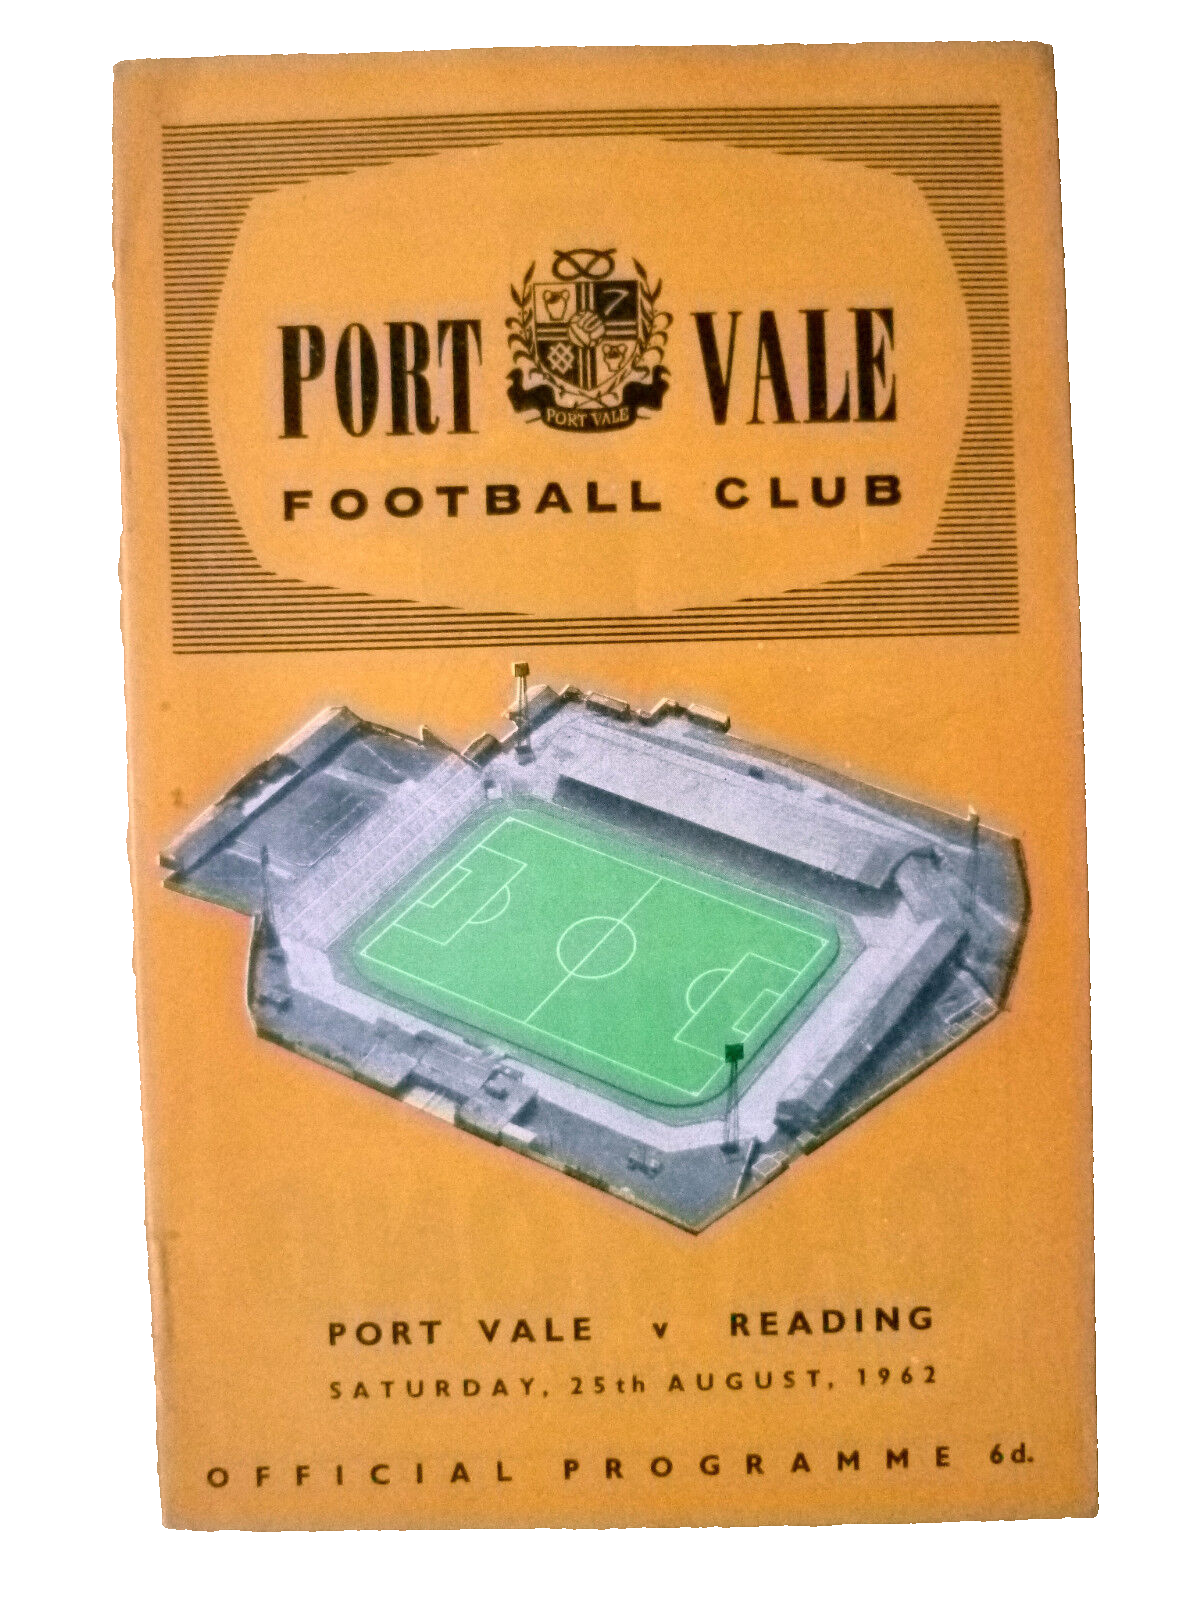 PORT VALE
PORT VALE
FOOTBALL CLUB
PORT VALE v READING
SATURDAY, 25th AUGUST, 1962
OFFICIAL PROGRAMME 6d.